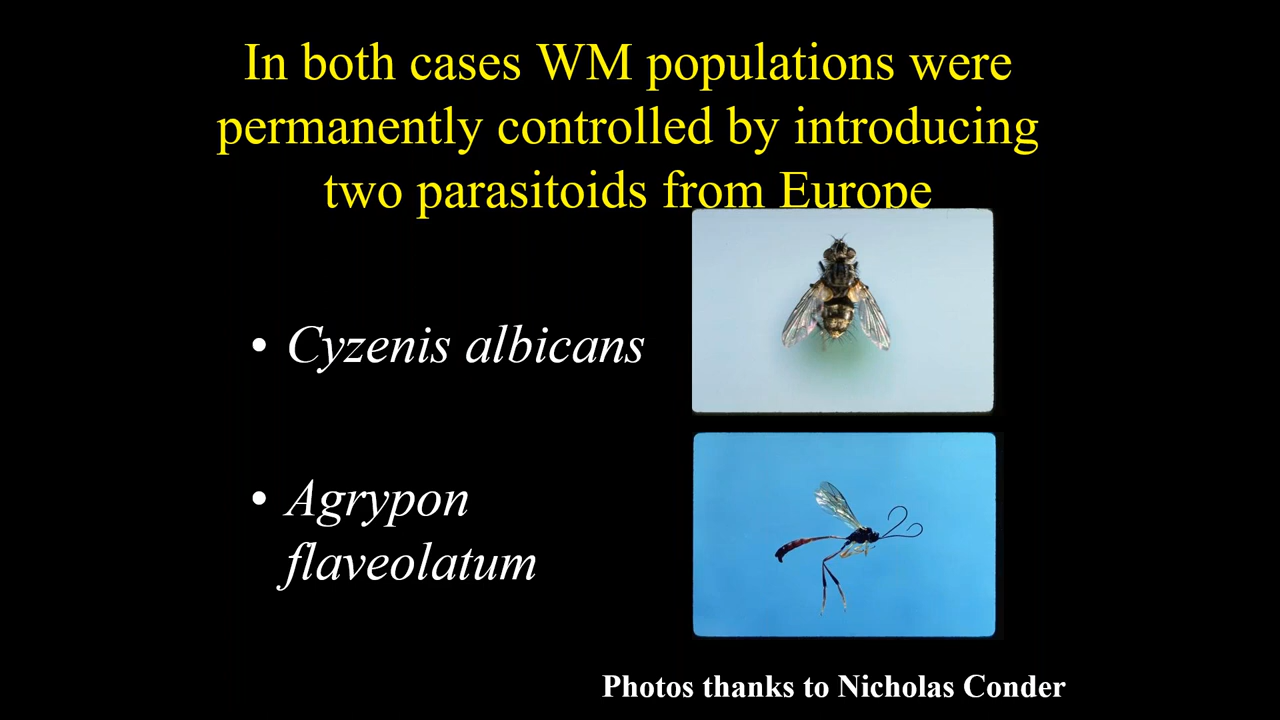 In both cases WM populations were
permanently controlled by introducing
two parasitoids from Europe
• Cyzenis albicans
• Agrypon
flaveolatum
Photos thanks to Nicholas Conder